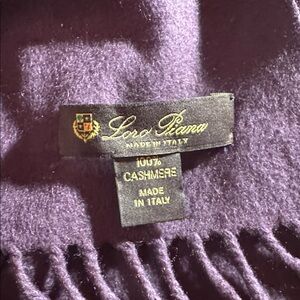 Loro Piana
MADE IN ITALY
100%
CASHMERE
MADE
IN ITALY